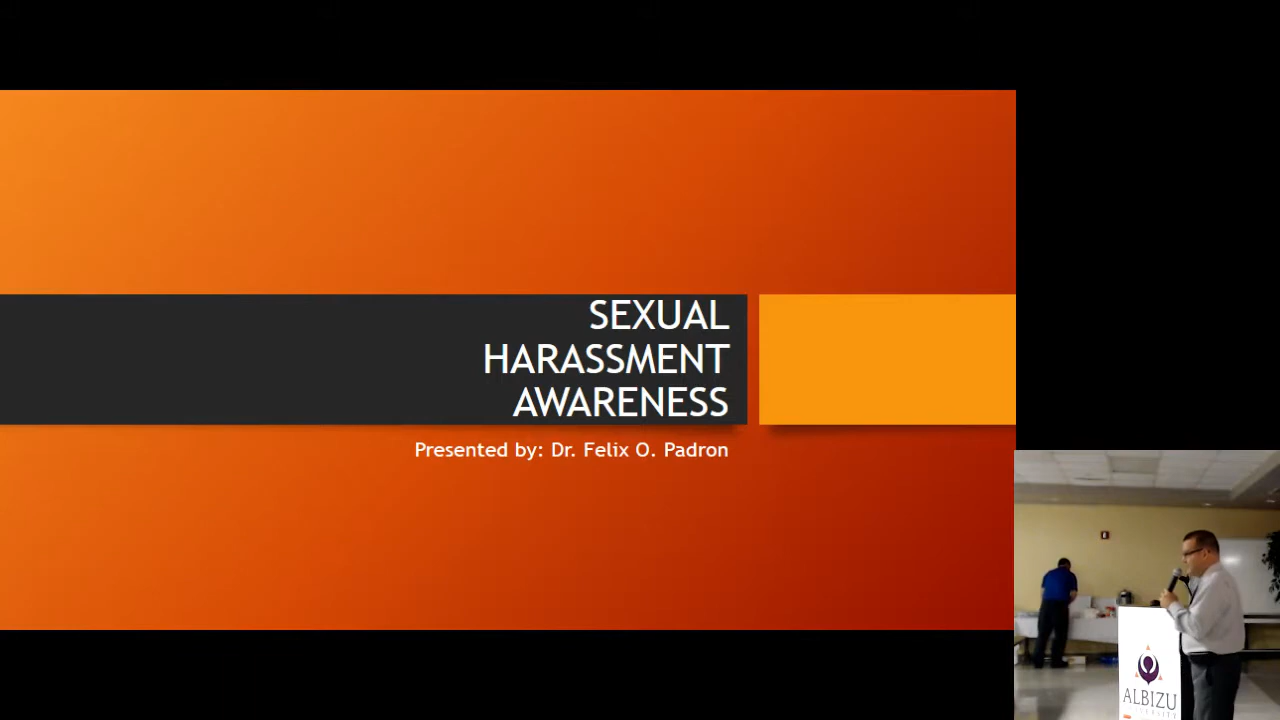 SEXUAL
HARASSMENT
AWARENESS
Presented by: Dr. Felix O. Padron
ALBIZU